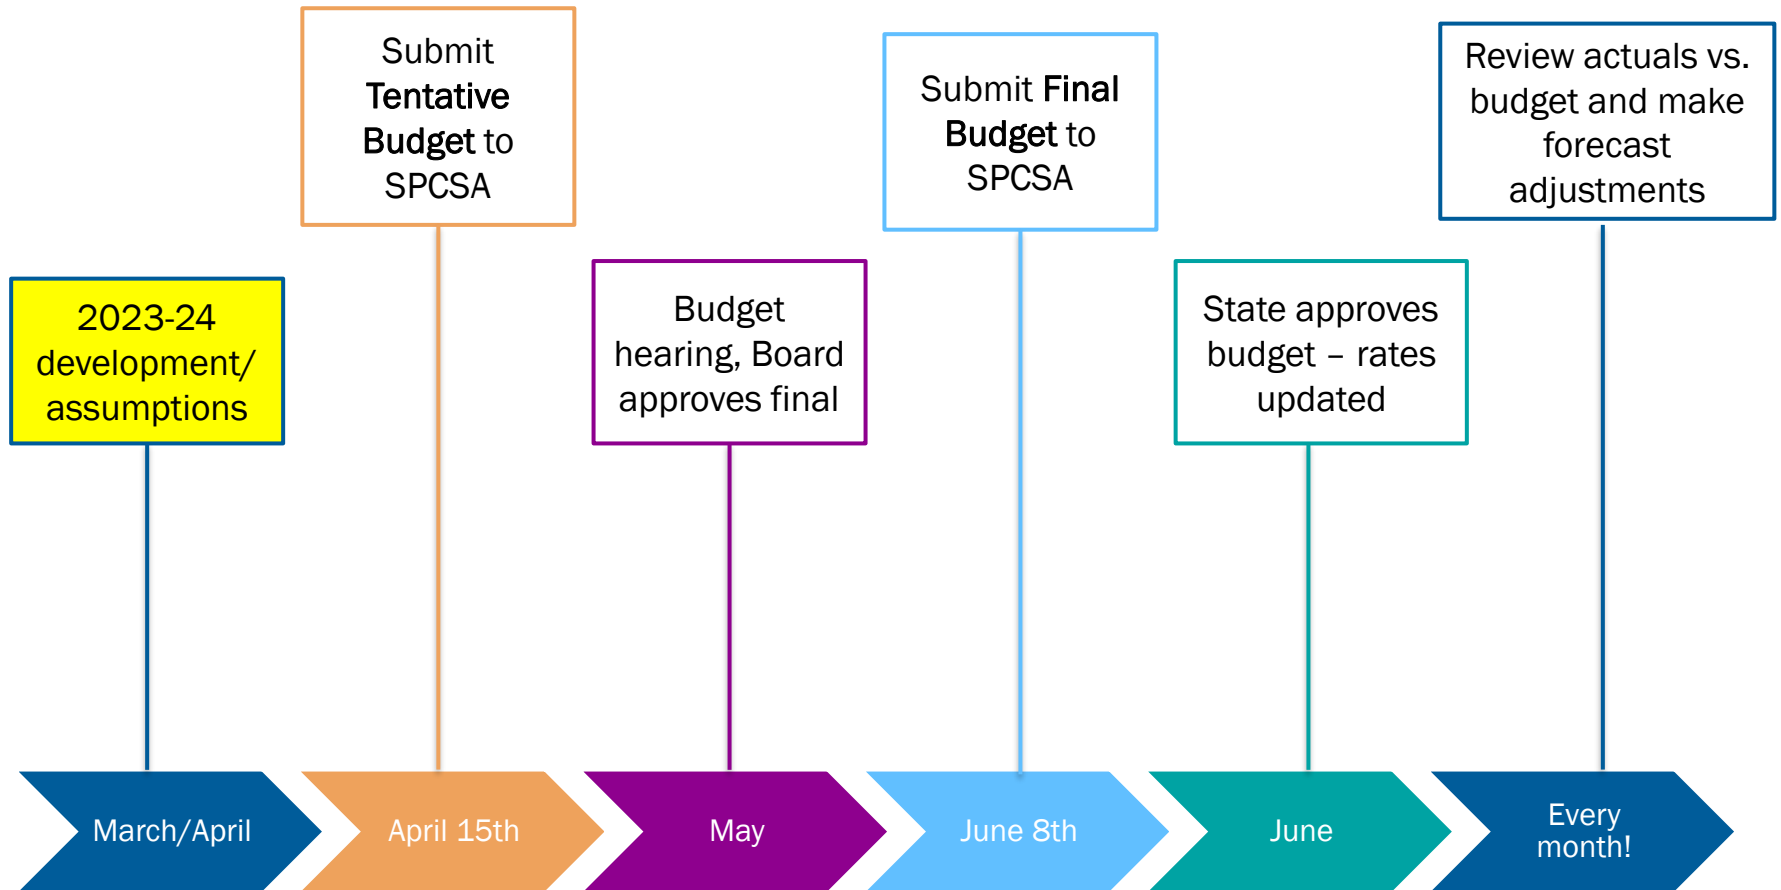 Submit
Tentative
Budget to
SPCSA
Submit Final
Budget to
SPCSA
Review actuals vs.
budget and make
forecast
adjustments
2023-24
development/
assumptions
Budget
hearing, Board
approves final
State approves
budget – rates
updated
March/April
April 15th
May
June 8th
June
Every
month!